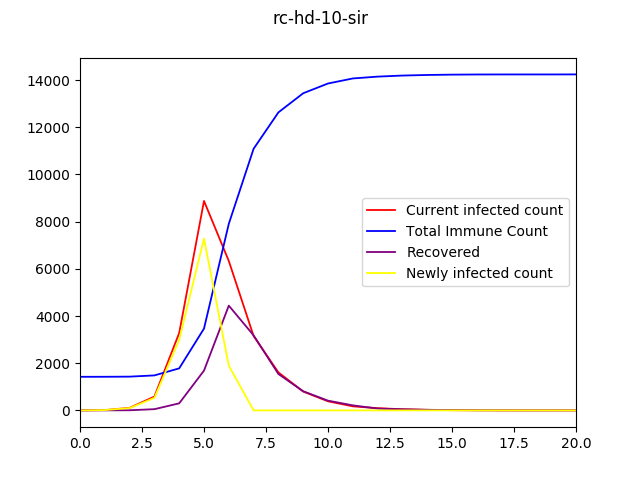 rc-hd-10-sir
14000
12000
10000
8000
6000
4000
2000
0
Current infected count
Total Immune Count
Recovered
Newly infected count
0.0 2.5 5.0 7.5 10.0 12.5 15.0 17.5 20.0